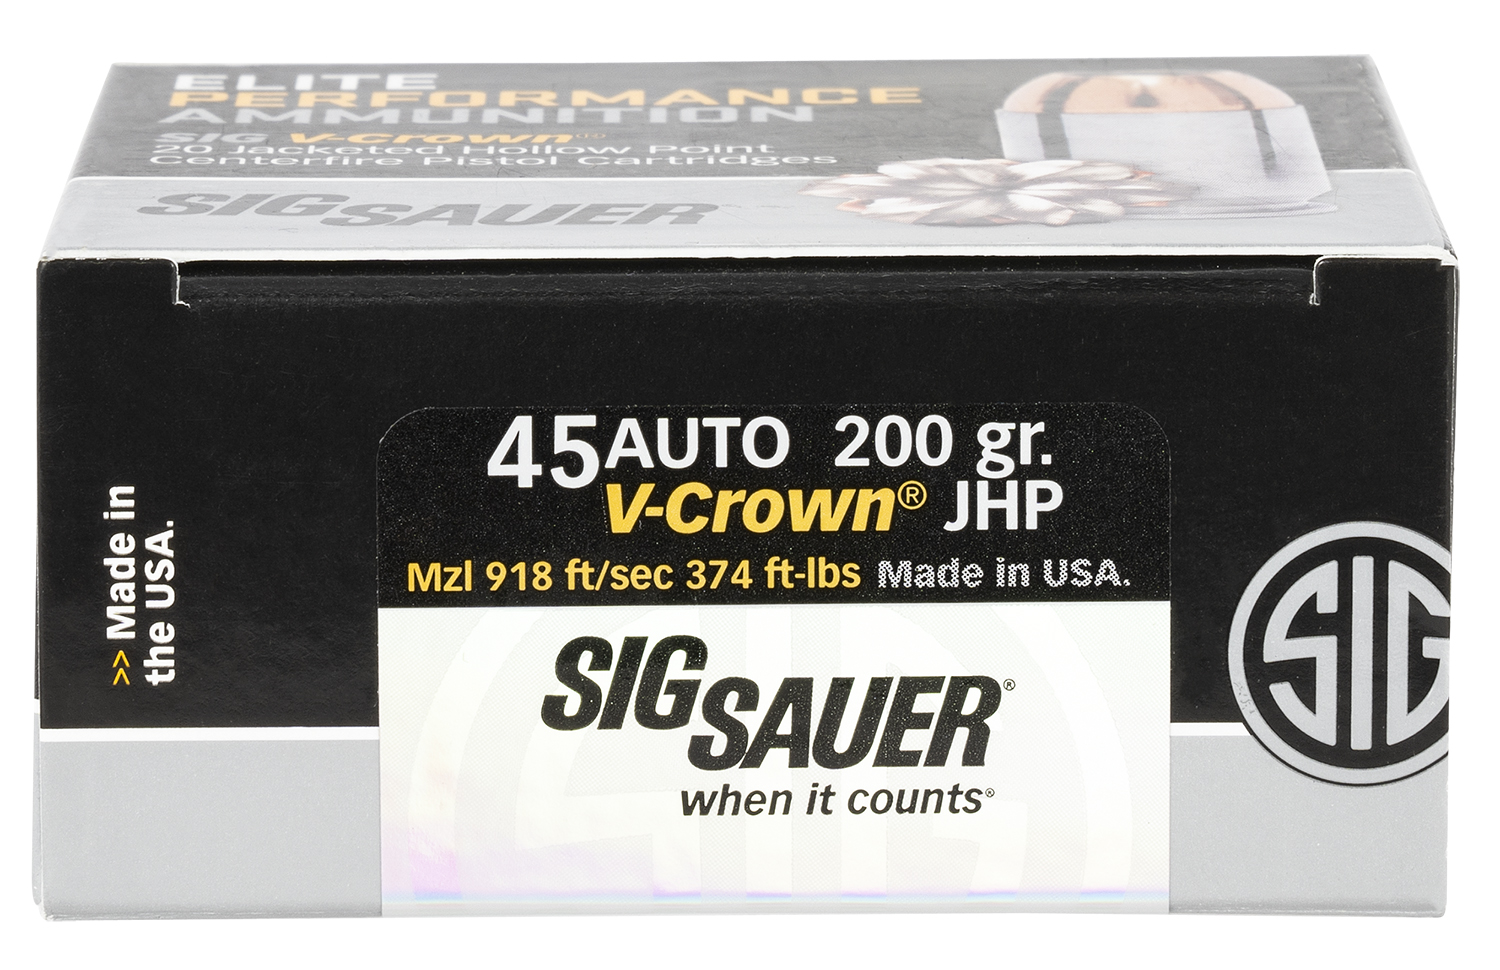 ELITE
PERFORMANCE
AMMUNITION
SIG V-Crown
20 Jacketed Hollow Point
Centerfire Pistol Cartridges
SIG SAUER
>> Made in
the USA.
45 AUTO 200 gr.
V-Crown® JHP
Mzl 918 ft/sec 374 ft-lbs Made in USA.
SIG SAUER®
when it counts®
SIG